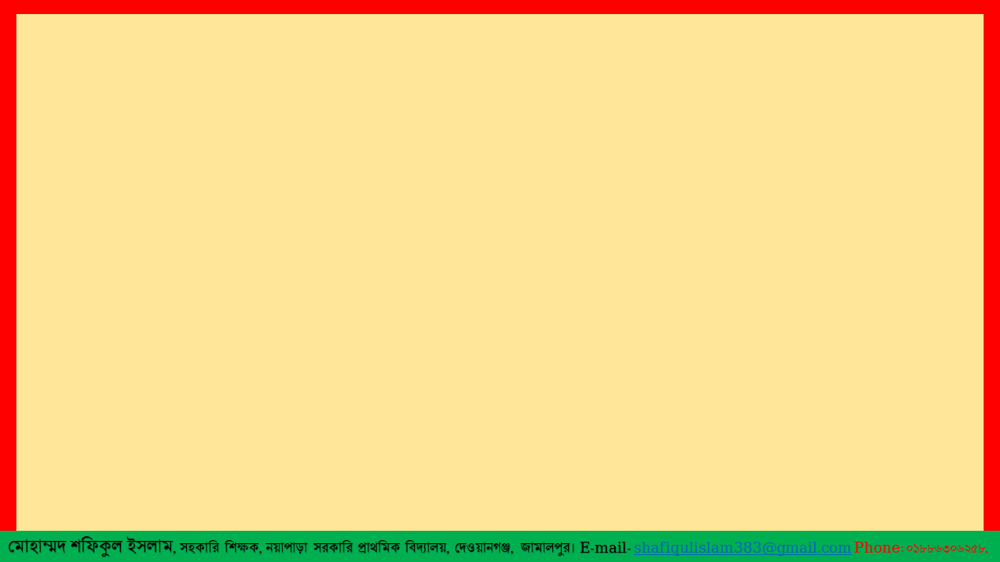 মোহাম্মদ শফিকুল ইসলাম, সহকারি শিক্ষক, নয়াপাড়া সরকারি প্রাথমিক বিদ্যালয়, দেওয়ানগঞ্জ, জামালপুর। E-mail- shafiqulislam383@gmail.com Phone: ০১৮৮৬৩০৬২৫৮.